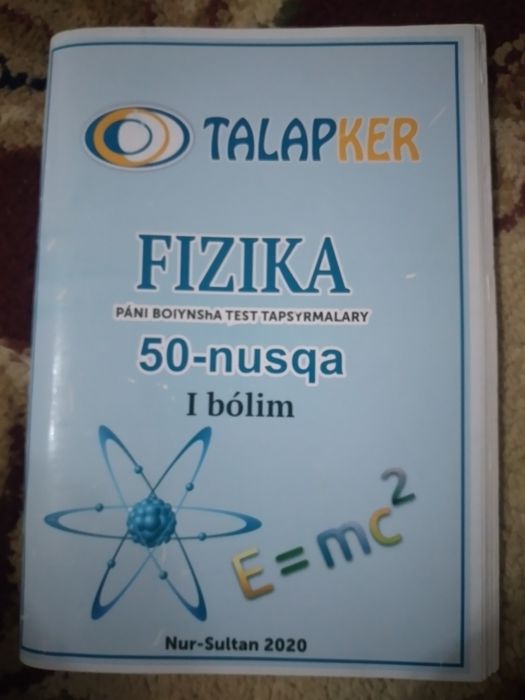 TALAPKER
FIZIKA
PÁNI BOIYNShA TEST TAPSYRMALARY
50-nusqa
I bólim
E=mc²
Nur-Sultan 2020